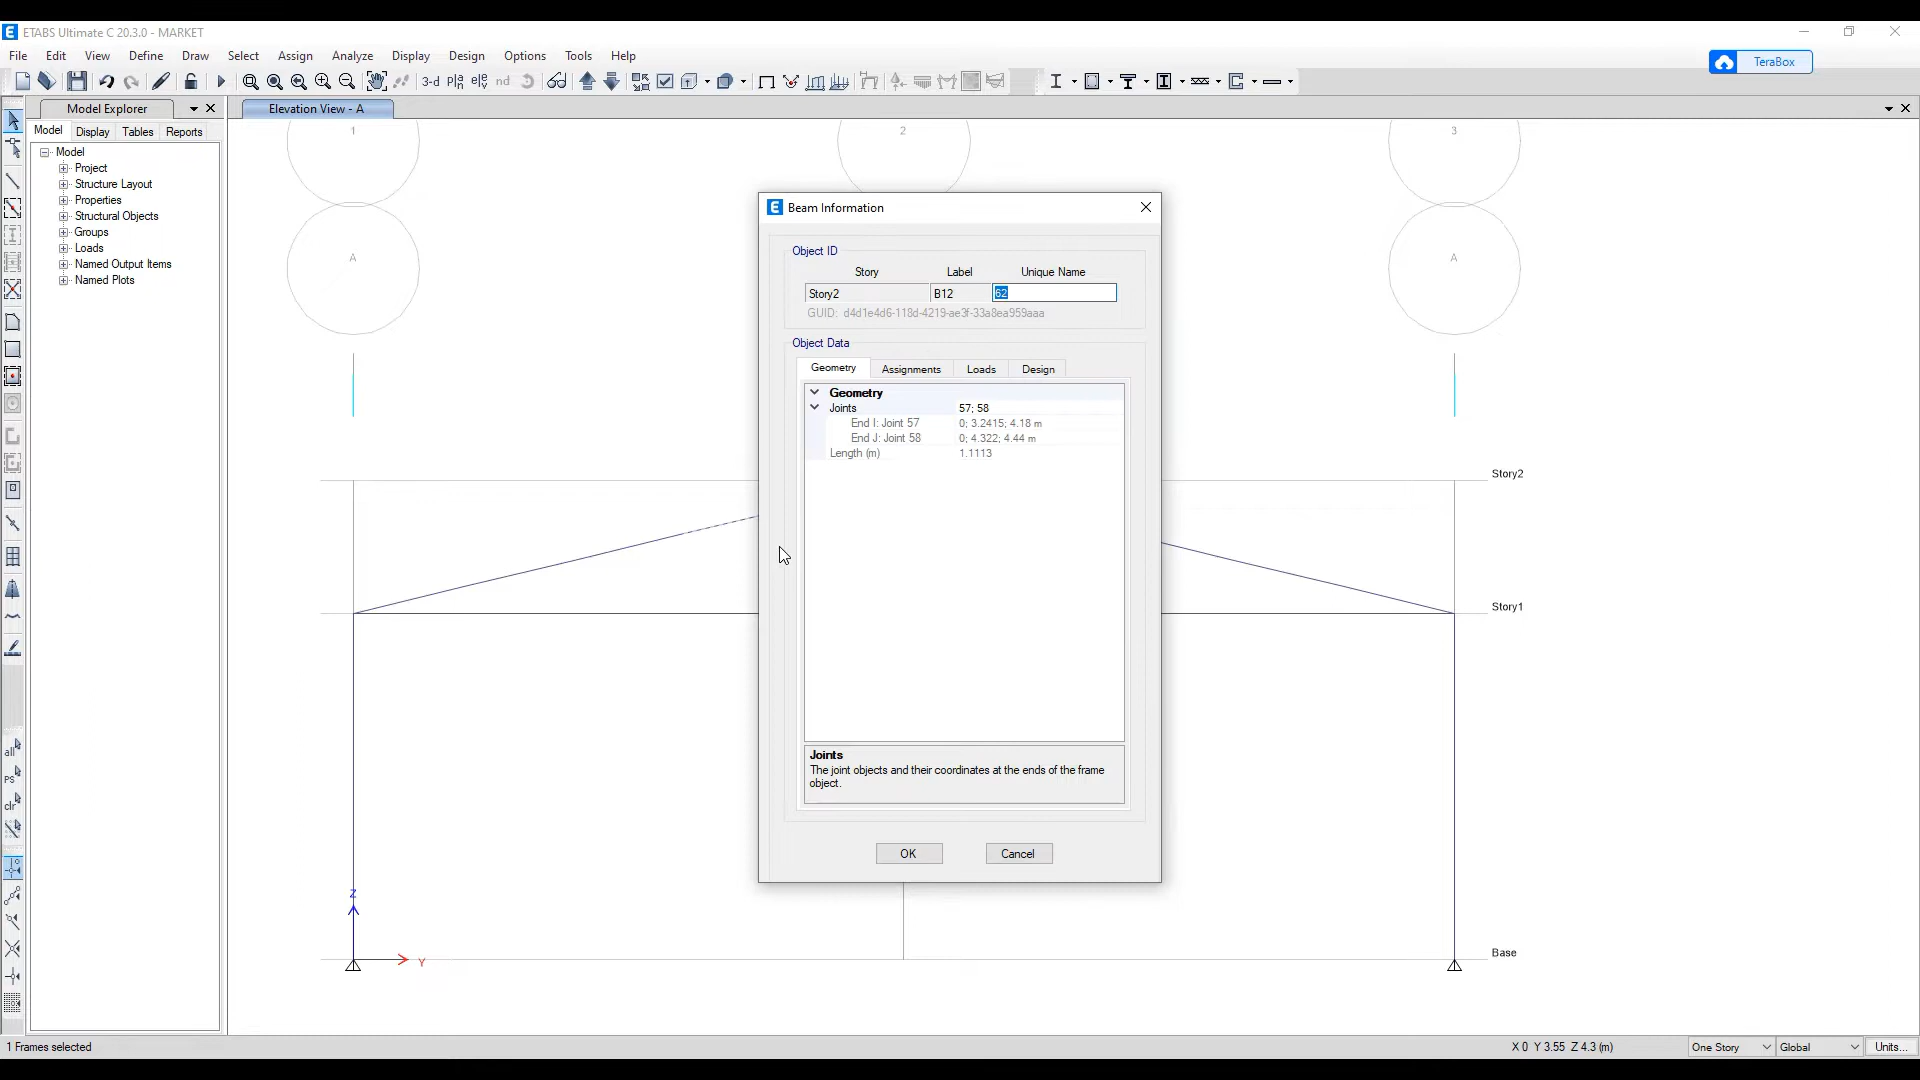 ETABS Ultimate C 20.3.0 - MARKET
File Edit View Define Draw Select Assign Analyze Display Design Options Tools Help
TeraBox
3-d
nd
Model Explorer
Elevation View - A
Model Display Tables Reports
Model
Project
Structure Layout
Properties
Structural Objects
Groups
Loads
Named Output Items
Named Plots
1
2
3
A
A
Beam Information
Object ID
Story Label Unique Name
Story2 B12 62
GUID: d4d1e4d6-118d-4219-ae3f-33a8ea959aaa
Object Data
Geometry Assignments Loads Design
Geometry
Joints 57; 58
End I: Joint 57 0; 3.2415; 4.18 m
End J: Joint 58 0; 4.322; 4.44 m
Length (m) 1.1113
Joints
The joint objects and their coordinates at the ends of the frame
object.
OK Cancel
Story2
Story1
Base
Z
Y
all
ps
clr
1 Frames selected
X 0 Y 3.55 Z 4.3 (m)
One Story
Global
Units...